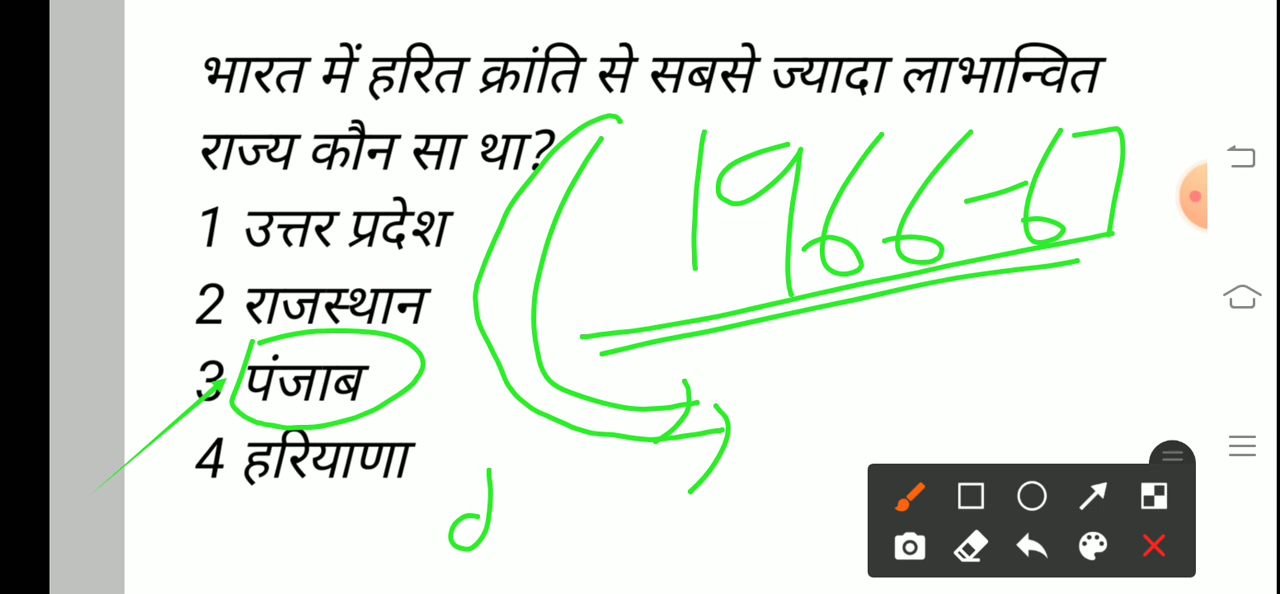 भारत में हरित क्रांति से सबसे ज्यादा लाभान्वित
राज्य कौन सा था?
1966-67
1 उत्तर प्रदेश
2 राजस्थान
3 पंजाब
4 हरियाणा